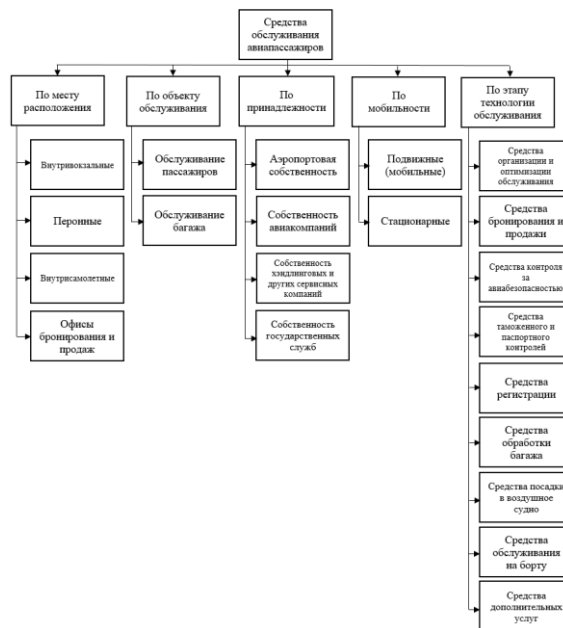 Средства
обслуживания
авиапассажиров
По месту
расположения
По объекту
обслуживания
По
принадлежности
По
мобильности
По этапу
технологии
обслуживания
Внутривокзальные
Перонные
Внутрисамолетные
Офисы
бронирования и
продаж
Обслуживание
пассажиров
Обслуживание
багажа
Аэропортовая
собственность
Собственность
авиакомпаний
Собственность
хэндлинговых и
других сервисных
компаний
Собственность
государственных
служб
Подвижные
(мобильные)
Стационарные
Средства
организации и
оптимизации
обслуживания
Средства
бронирования и
продажи
Средства контроля
за
авиабезопасностью
Средства
таможенного и
паспортного
контролей
Средства
регистрации
Средства
обработки
багажа
Средства посадки
в воздушное
судно
Средства
обслуживания
на борту
Средства
дополнительных
услуг